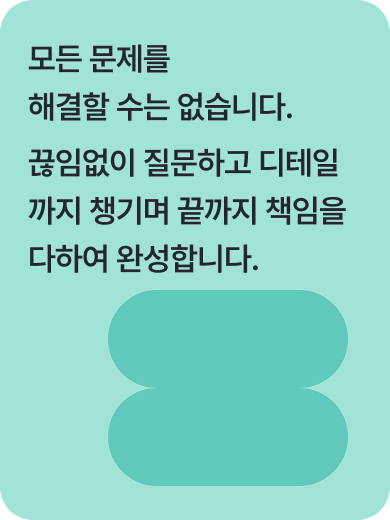 모든 문제를
해결할 수는 없습니다.
끊임없이 질문하고 디테일
까지 챙기며 끝까지 책임을
다하여 완성합니다.